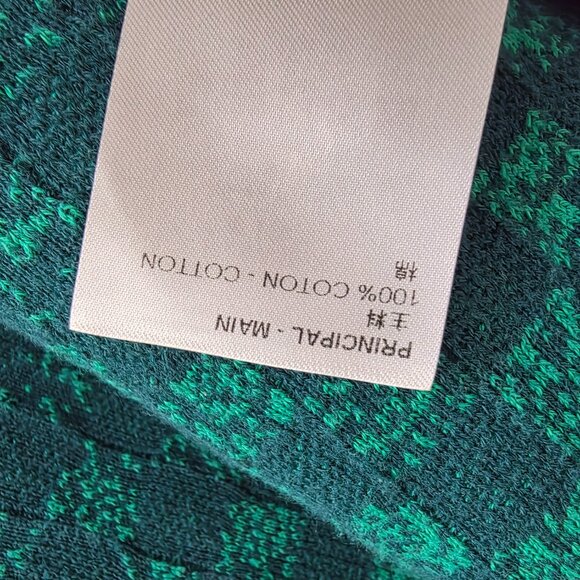 PRINCIPAL - MAIN
主料
100% COTON - COTTON
棉